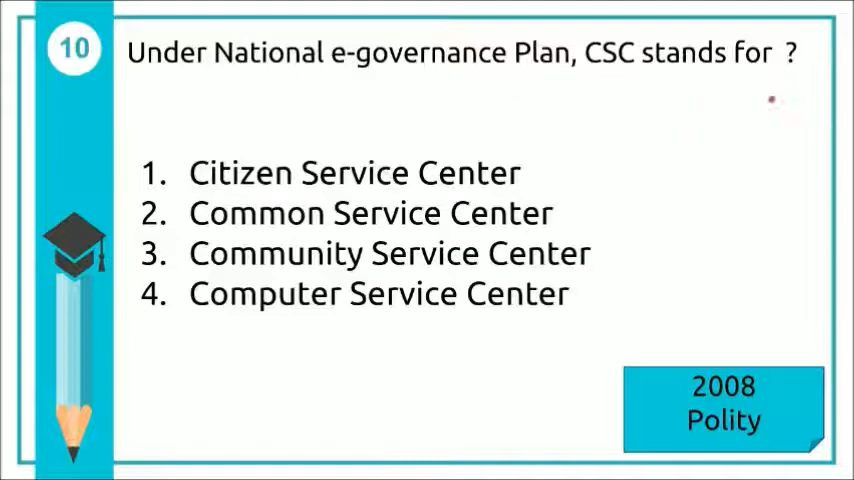 10
Under National e-governance Plan, CSC stands for ?
1. Citizen Service Center
2. Common Service Center
3. Community Service Center
4. Computer Service Center
2008
Polity